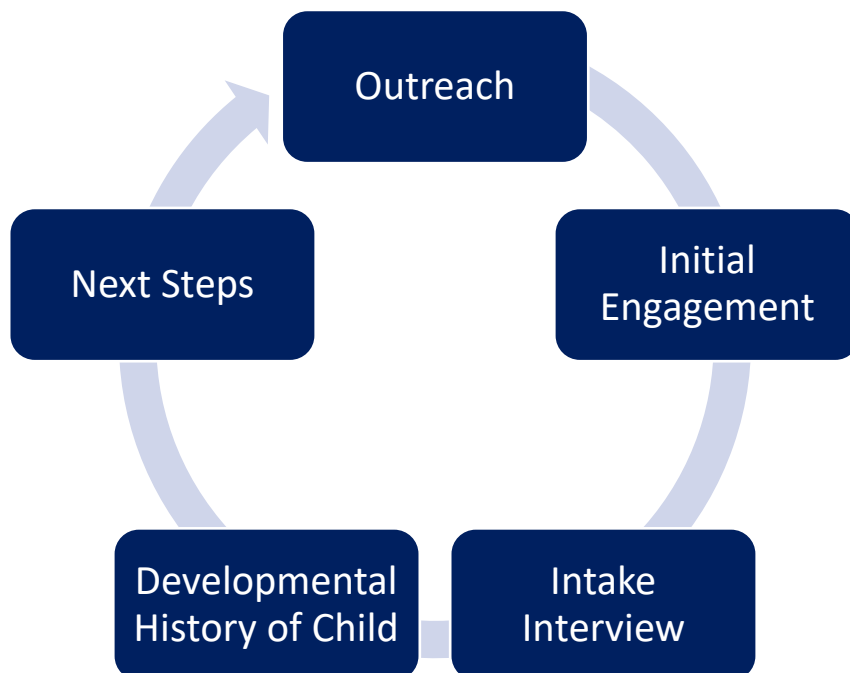 Outreach
Initial
Engagement
Intake
Interview
Developmental
History of Child
Next Steps